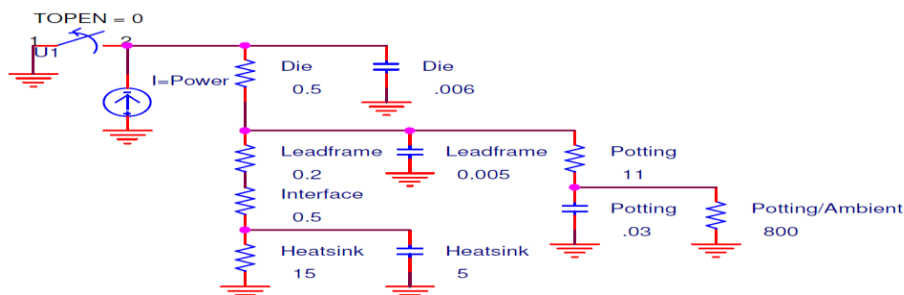 TOPEN = 0
1 2
U1
I=Power
Die
0.5
Die
.006
Leadframe
0.2
Leadframe
0.005
Potting
11
Interface
0.5
Potting
.03
Potting/Ambient
800
Heatsink
15
Heatsink
5